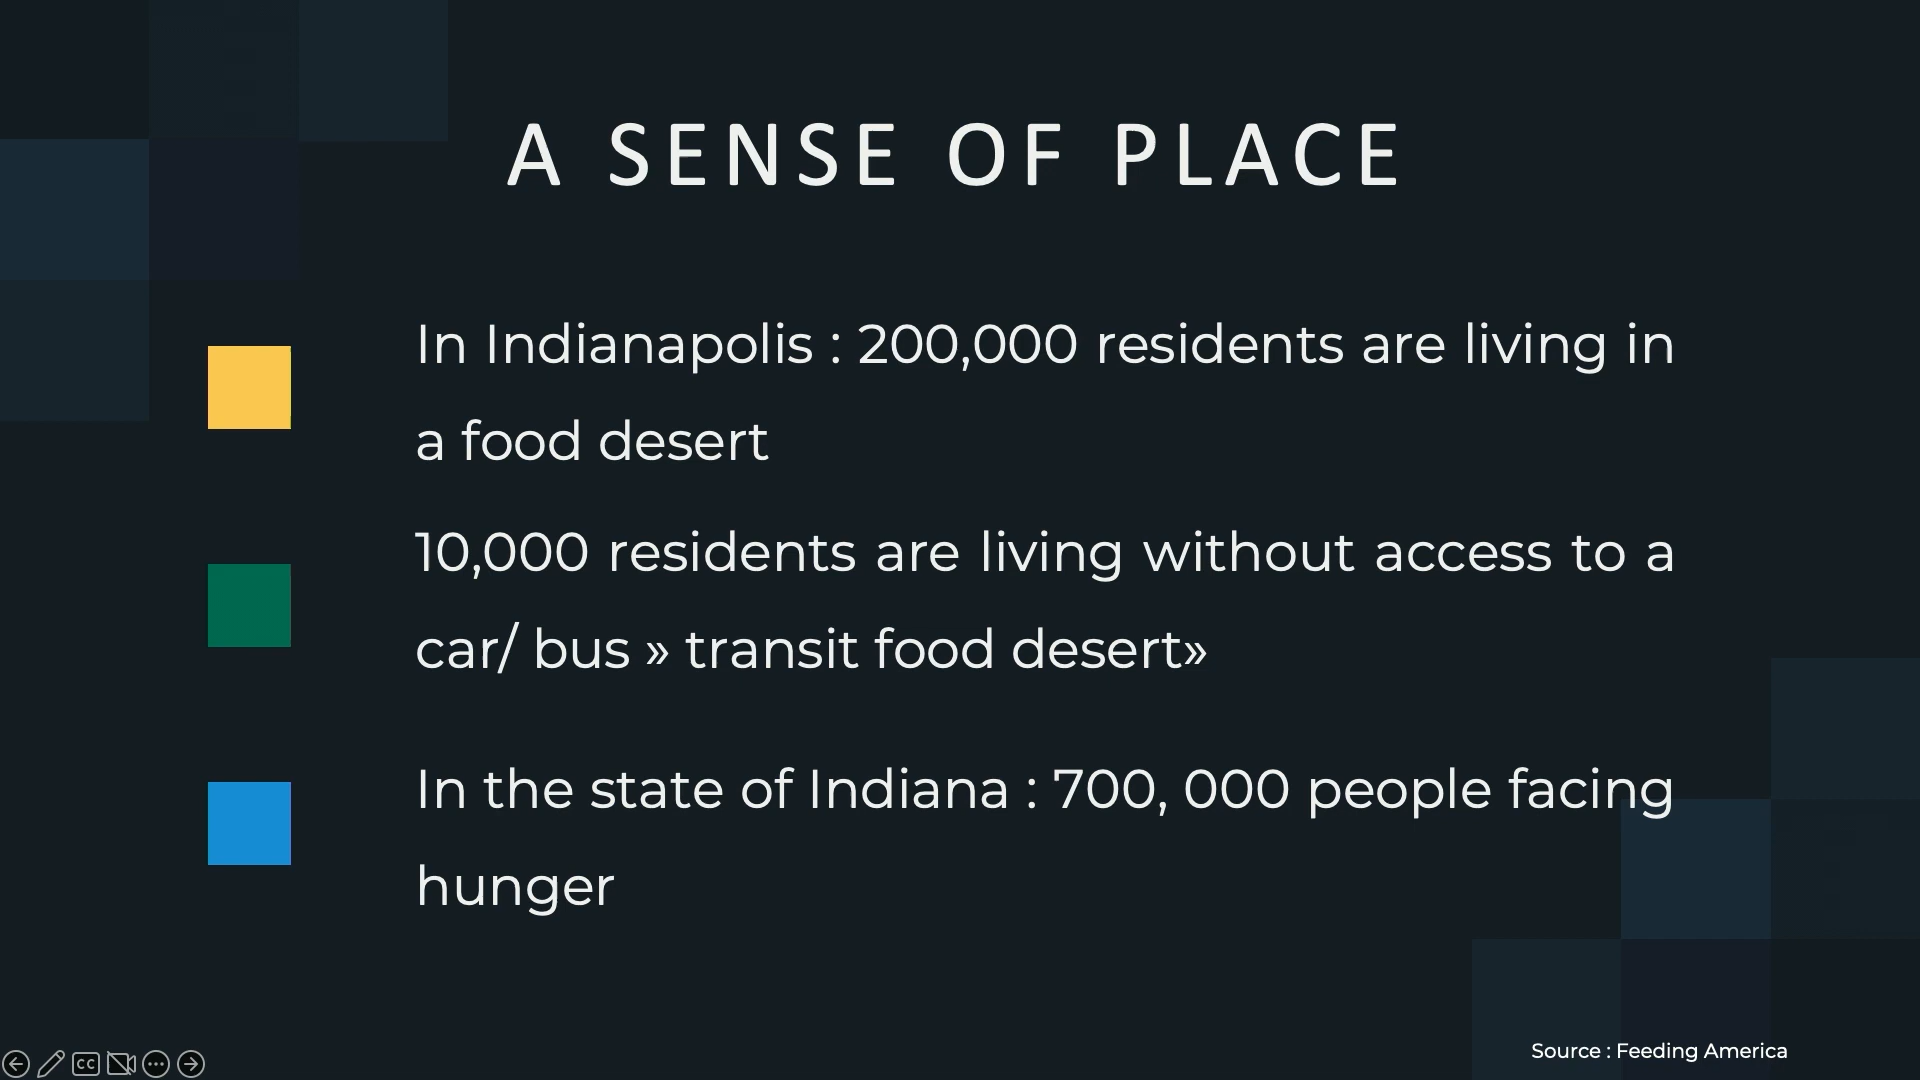 A SENSE OF PLACE
In Indianapolis : 200,000 residents are living in
a food desert
10,000 residents are living without access to a
car/ bus » transit food desert»
In the state of Indiana : 700, 000 people facing
hunger
CC
Source : Feeding America